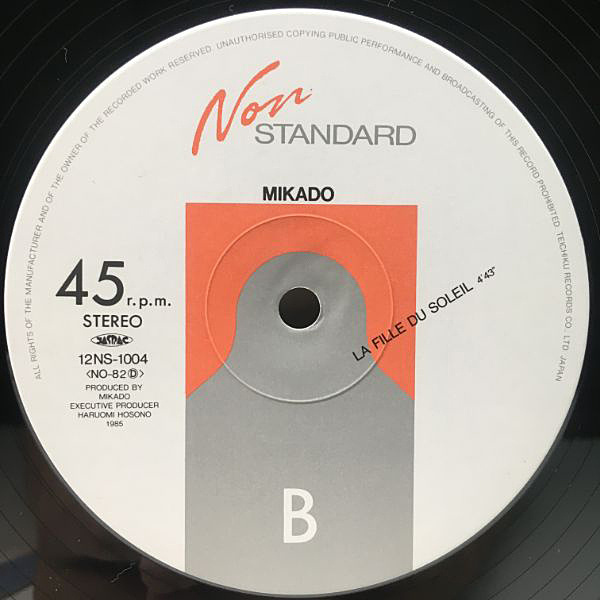 ALL RIGHTS OF THE MANUFACTURER AND OF THE OWNER OF THE RECORDED WORK RESERVED. UNAUTHORISED COPYING PUBLIC PERFORMANCE AND BROADCASTING OF THIS RECORD PROHIBITED. TEICHIKU RECORDS CO., LTD. JAPAN
Non
STANDARD
MIKADO
45 r.p.m.
STEREO
JASRAC
12NS-1004
<NO-82Ⓓ>
PRODUCED BY
MIKADO
EXECUTIVE PRODUCER
HARUOMI HOSONO
1985
LA FILLE DU SOLEIL 4'43"
B